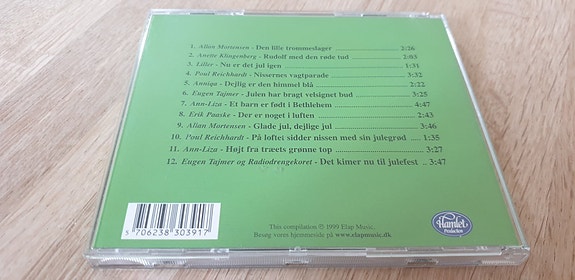 1. Allan Mortensen - Den lille trommeslager 2:26
2. Anette Klingenberg - Rudolf med den røde tud 2:03
3. Liller - Nu er det jul igen 1:31
4. Poul Reichhardt - Nissernes vagtparade 3:32
5. Anniqa - Dejlig er den himmel blå 2:22
6. Eugen Tajmer - Julen har bragt velsignet bud 3:25
7. Ann-Liza - Et barn er født i Bethlehem 4:47
8. Erik Paaske - Der er noget i luften 2:43
9. Allan Mortensen - Glade jul, dejlige jul 3:46
10. Poul Reichhardt - På loftet sidder nissen med sin julegrød 1:35
11. Ann-Liza - Højt fra træets grønne top 3:27
12. Eugen Tajmer og Radiodrengekoret - Det kimer nu til julefest 3:47
This compilation © 1999 Elap Music.
Besøg vores hjemmeside på www.elapmusic.dk
5 706238 303917
Hamlet
Production